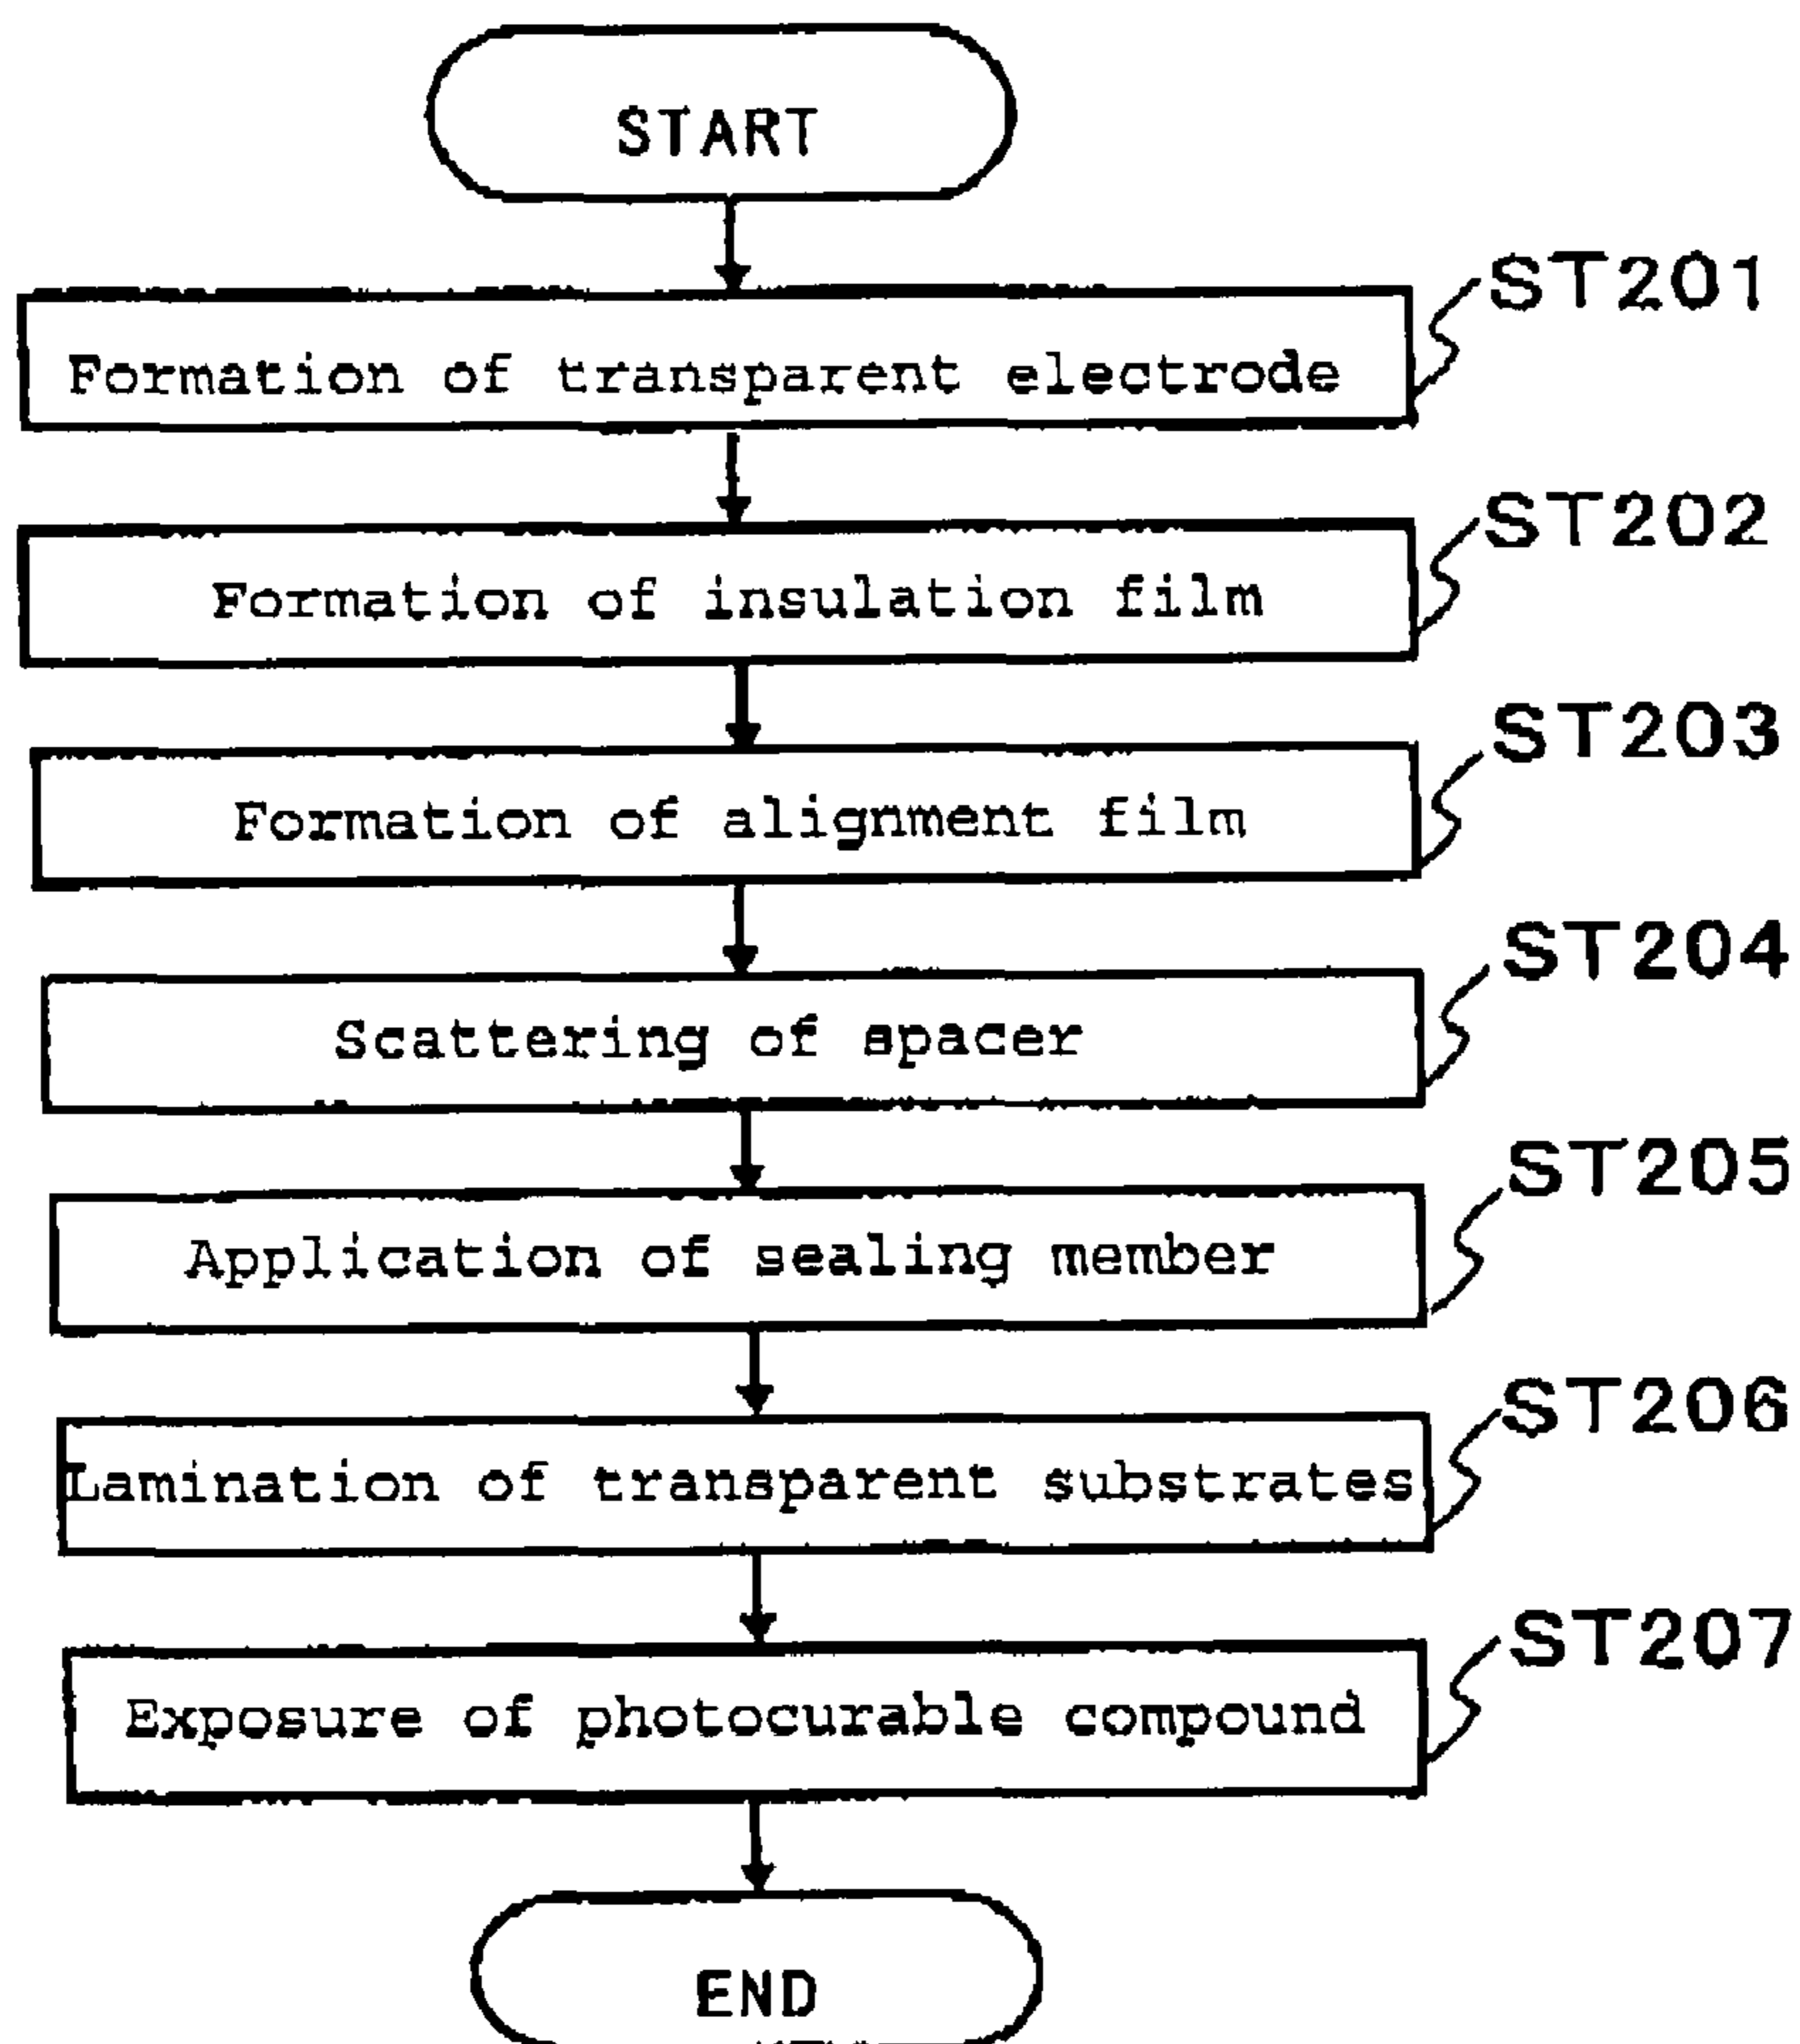 START
ST201
Formation of transparent electrode
ST202
Formation of insulation film
ST203
Formation of alignment film
ST204
Scattering of spacer
ST205
Application of sealing member
ST206
Lamination of transparent substrates
ST207
Exposure of photocurable compound
END